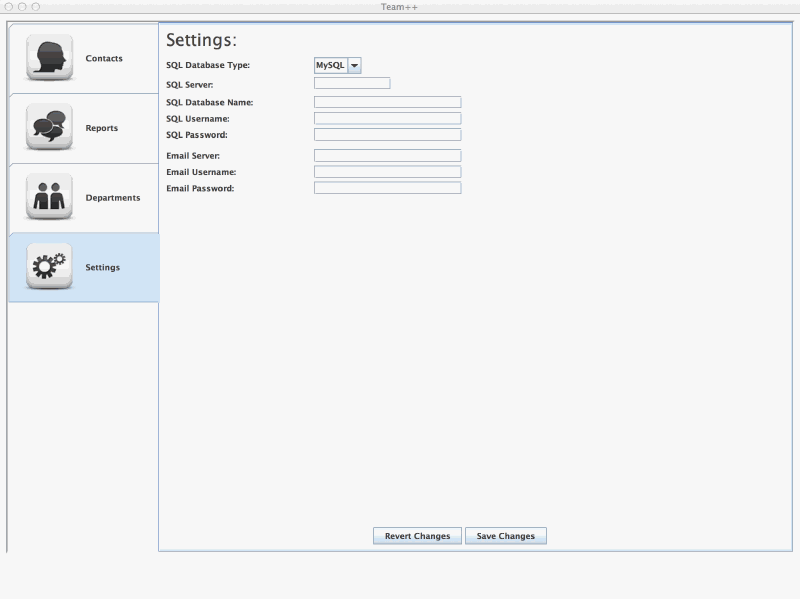 Team++
Contacts
Reports
Departments
Settings
Settings:
SQL Database Type: MySQL
SQL Server:
SQL Database Name:
SQL Username:
SQL Password:
Email Server:
Email Username:
Email Password:
Revert Changes Save Changes